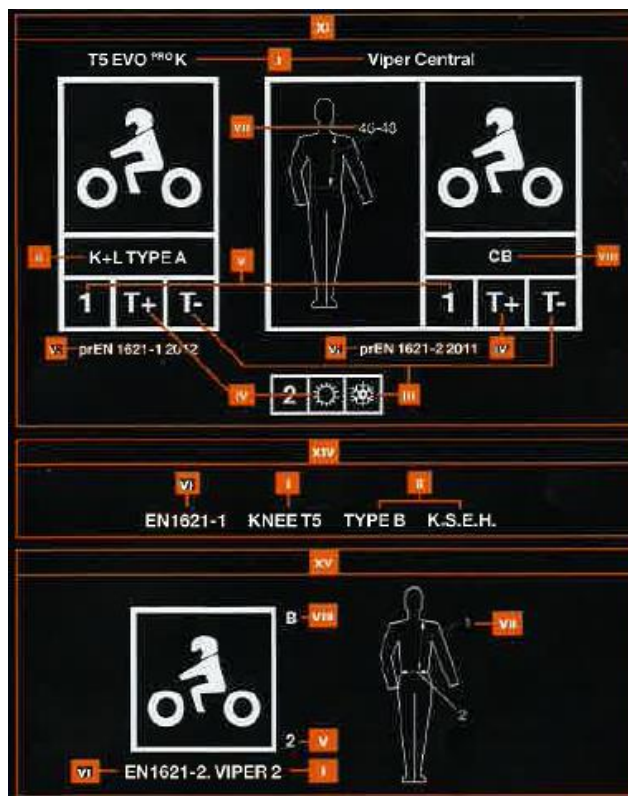 XI
T5 EVO PRO K I Viper Central
VII 46-48
II K+L TYPE A V CB VIII
1 T+ T- 1 T+ T-
VI prEN 1621-1 2012 VI prEN 1621-2 2011 IV
IV 2 III
XIV
VI I II
EN1621-1 KNEE T5 TYPE B K.S.E.H.
XV
B VIII 1 VII
2 V 2
VI EN1621-2. VIPER 2 I